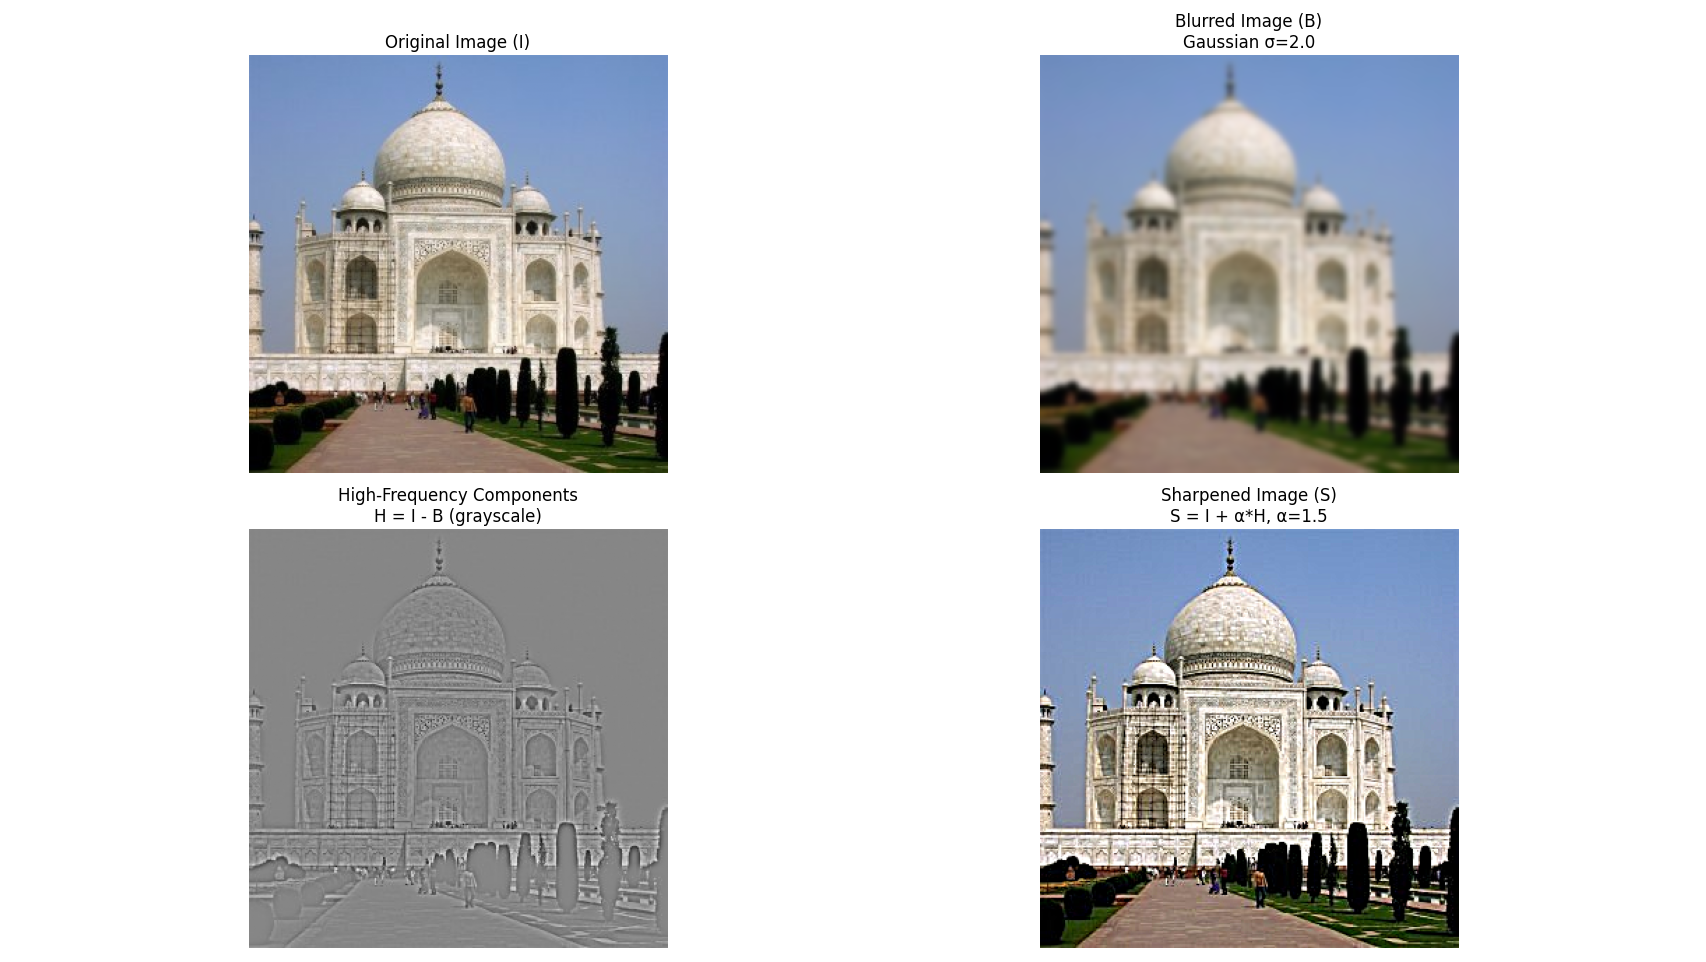 Original Image (I)
Blurred Image (B)
Gaussian σ=2.0
High-Frequency Components
H = I - B (grayscale)
Sharpened Image (S)
S = I + α*H, α=1.5